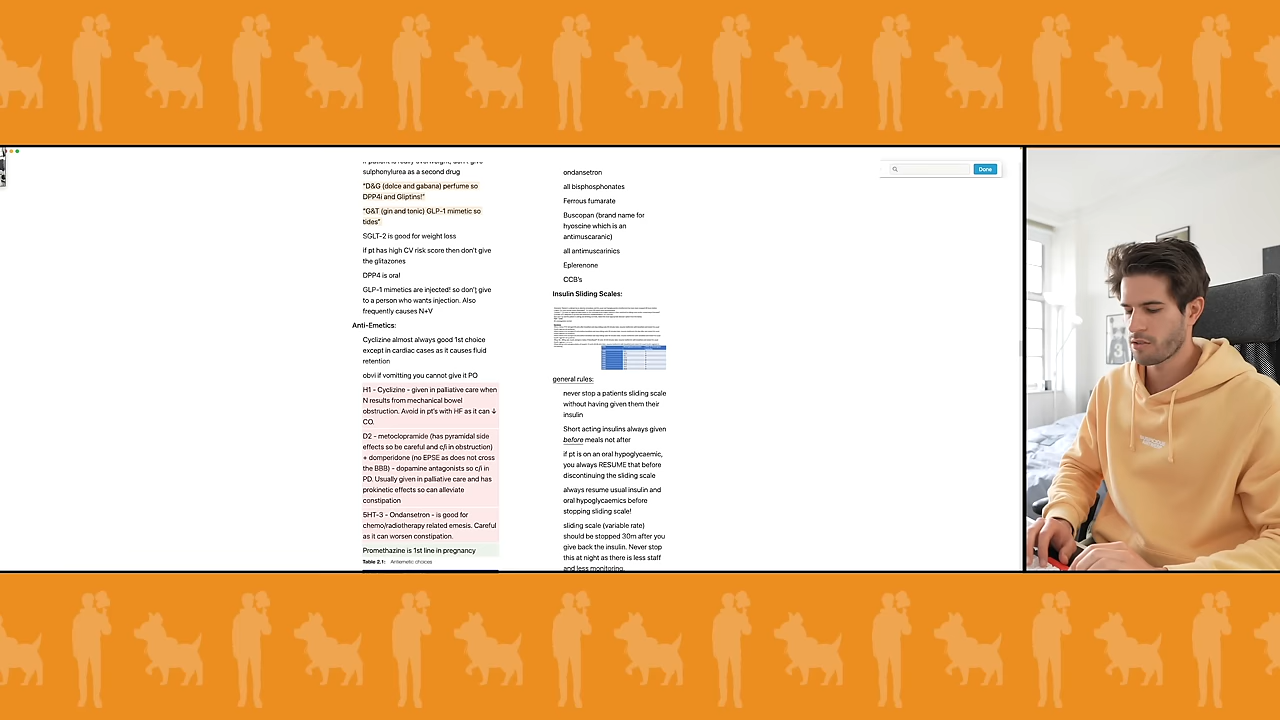 sulphonylurea as a second drug
"D&G (dolce and gabana) perfume so
DPP4i and Gliptins!"
"G&T (gin and tonic) GLP-1 mimetic so
tides"
SGLT-2 is good for weight loss
if pt has high CV risk score then don't give
the glitazones
DPP4 is oral
GLP-1 mimetics are injected! so don't give
to a person who wants injection. Also
frequently causes N+V
Anti-Emetics:
Cyclizine almost always good 1st choice
except in cardiac cases as it causes fluid
retention
obvi if vomitting you cannot give it PO
H1 - Cyclizine - given in palliative care when
N results from mechanical bowel
obstruction. Avoid in pt's with HF as it can ↓
CO.
D2 - metoclopramide (has pyramidal side
effects so be careful and c/i in obstruction)
+ domperidone (no EPSE as does not cross
the BBB) - dopamine antagonists so c/i in
PD. Usually given in palliative care and has
prokinetic effects so can alleviate
constipation
5HT-3 - Ondansetron - is good for
chemo/radiotherapy related emesis. Careful
as it can worsen constipation.
Promethazine is 1st line in pregnancy
Table 2.1: Antiemetic choices
ondansetron
all bisphosphonates
Ferrous fumarate
Buscopan (brand name for
hyoscine which is an
antimuscaranic)
all antimuscarinics
Eplerenone
CCB's
Insulin Sliding Scales:
general rules:
never stop a patients sliding scale
without having given them their
insulin
Short acting insulins always given
before meals not after
if pt is on an oral hypoglycaemic,
you always RESUME that before
discontinuing the sliding scale
always resume usual insulin and
oral hypoglycaemics before
stopping sliding scale!
sliding scale (variable rate)
should be stopped 30m after you
give back the insulin. Never stop
this at night as there is less staff
and less monitoring.
Done